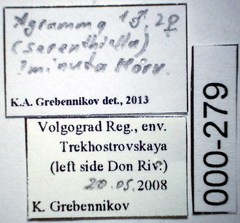 Agramma 1♂, 2♀
(Serenthiella)
minuta Horv.
K.A. Grebennikov det., 2013
Volgograd Reg., env.
Trekhostrovskaya
(left side Don Riv.)
20.05.2008
K. Grebennikov
000-279